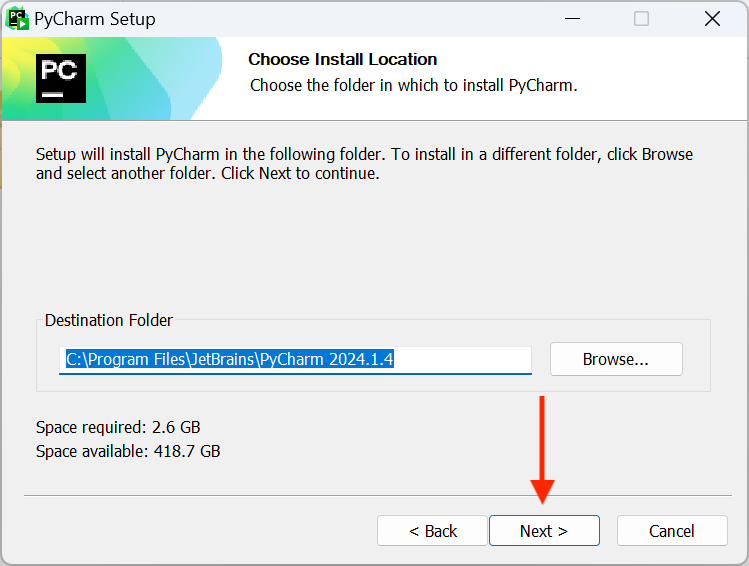 PyCharm Setup
PC
Choose Install Location
Choose the folder in which to install PyCharm.
Setup will install PyCharm in the following folder. To install in a different folder, click Browse
and select another folder. Click Next to continue.
Destination Folder
C:\Program Files\JetBrains\PyCharm 2024.1.4
Browse...
Space required: 2.6 GB
Space available: 418.7 GB
< Back
Next >
Cancel